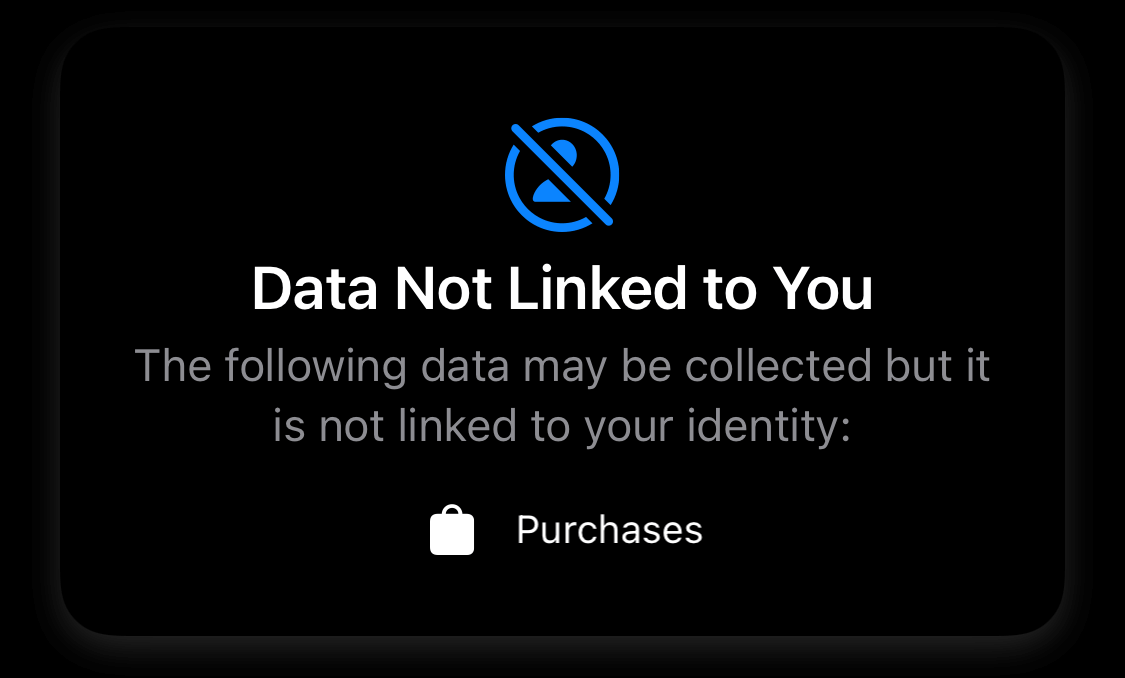 Data Not Linked to You
The following data may be collected but it
is not linked to your identity:
Purchases